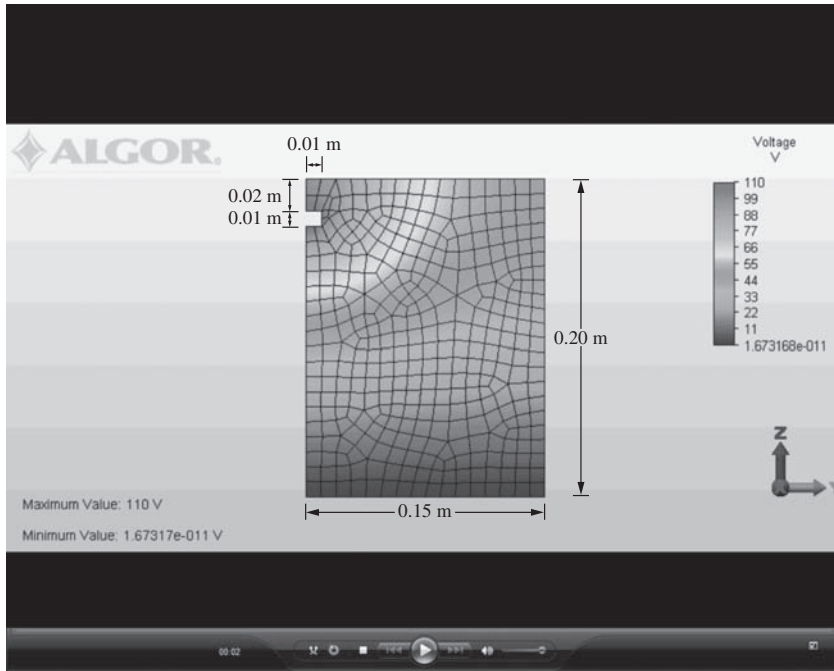 0.01 m
ALGOR.
Voltage
V
0.02 m
0.01 m
110
99
88
77
66
55
44
33
22
11
1.673168e-011
0.20 m
Z
Y
Maximum Value: 110 V
0.15 m
Minimum Value: 1.67317e-011 V
00:02